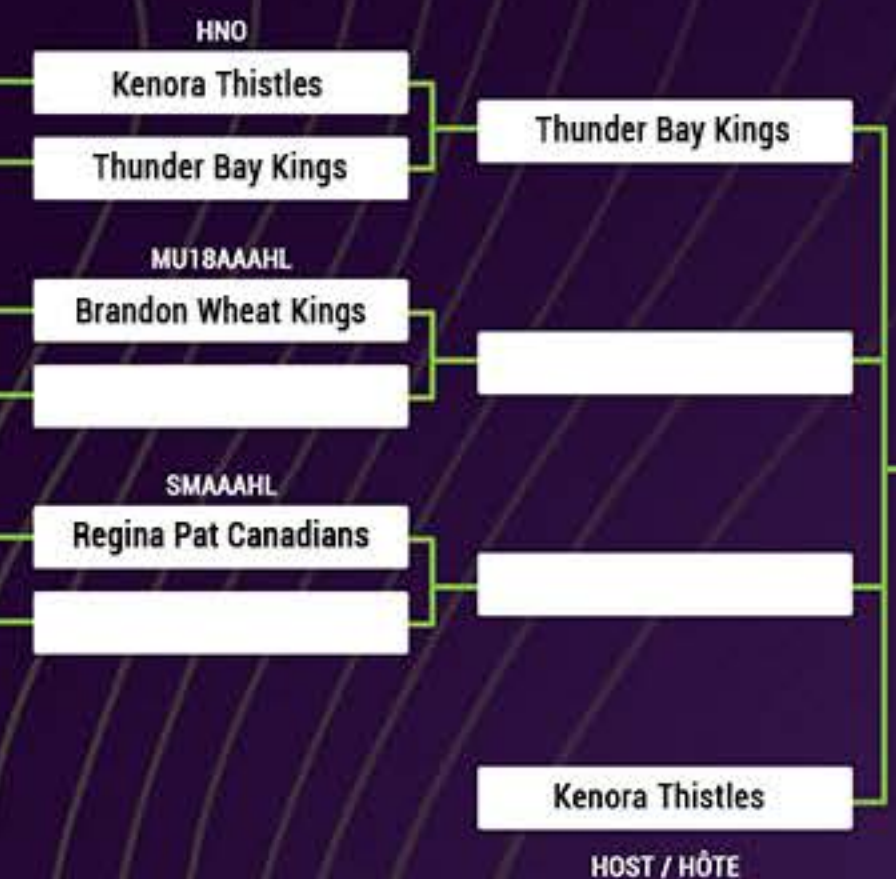 HNO
Kenora Thistles
Thunder Bay Kings
Thunder Bay Kings
MU18AAAHL
Brandon Wheat Kings
SMAAAHL
Regina Pat Canadians
Kenora Thistles
HOST / HÔTE